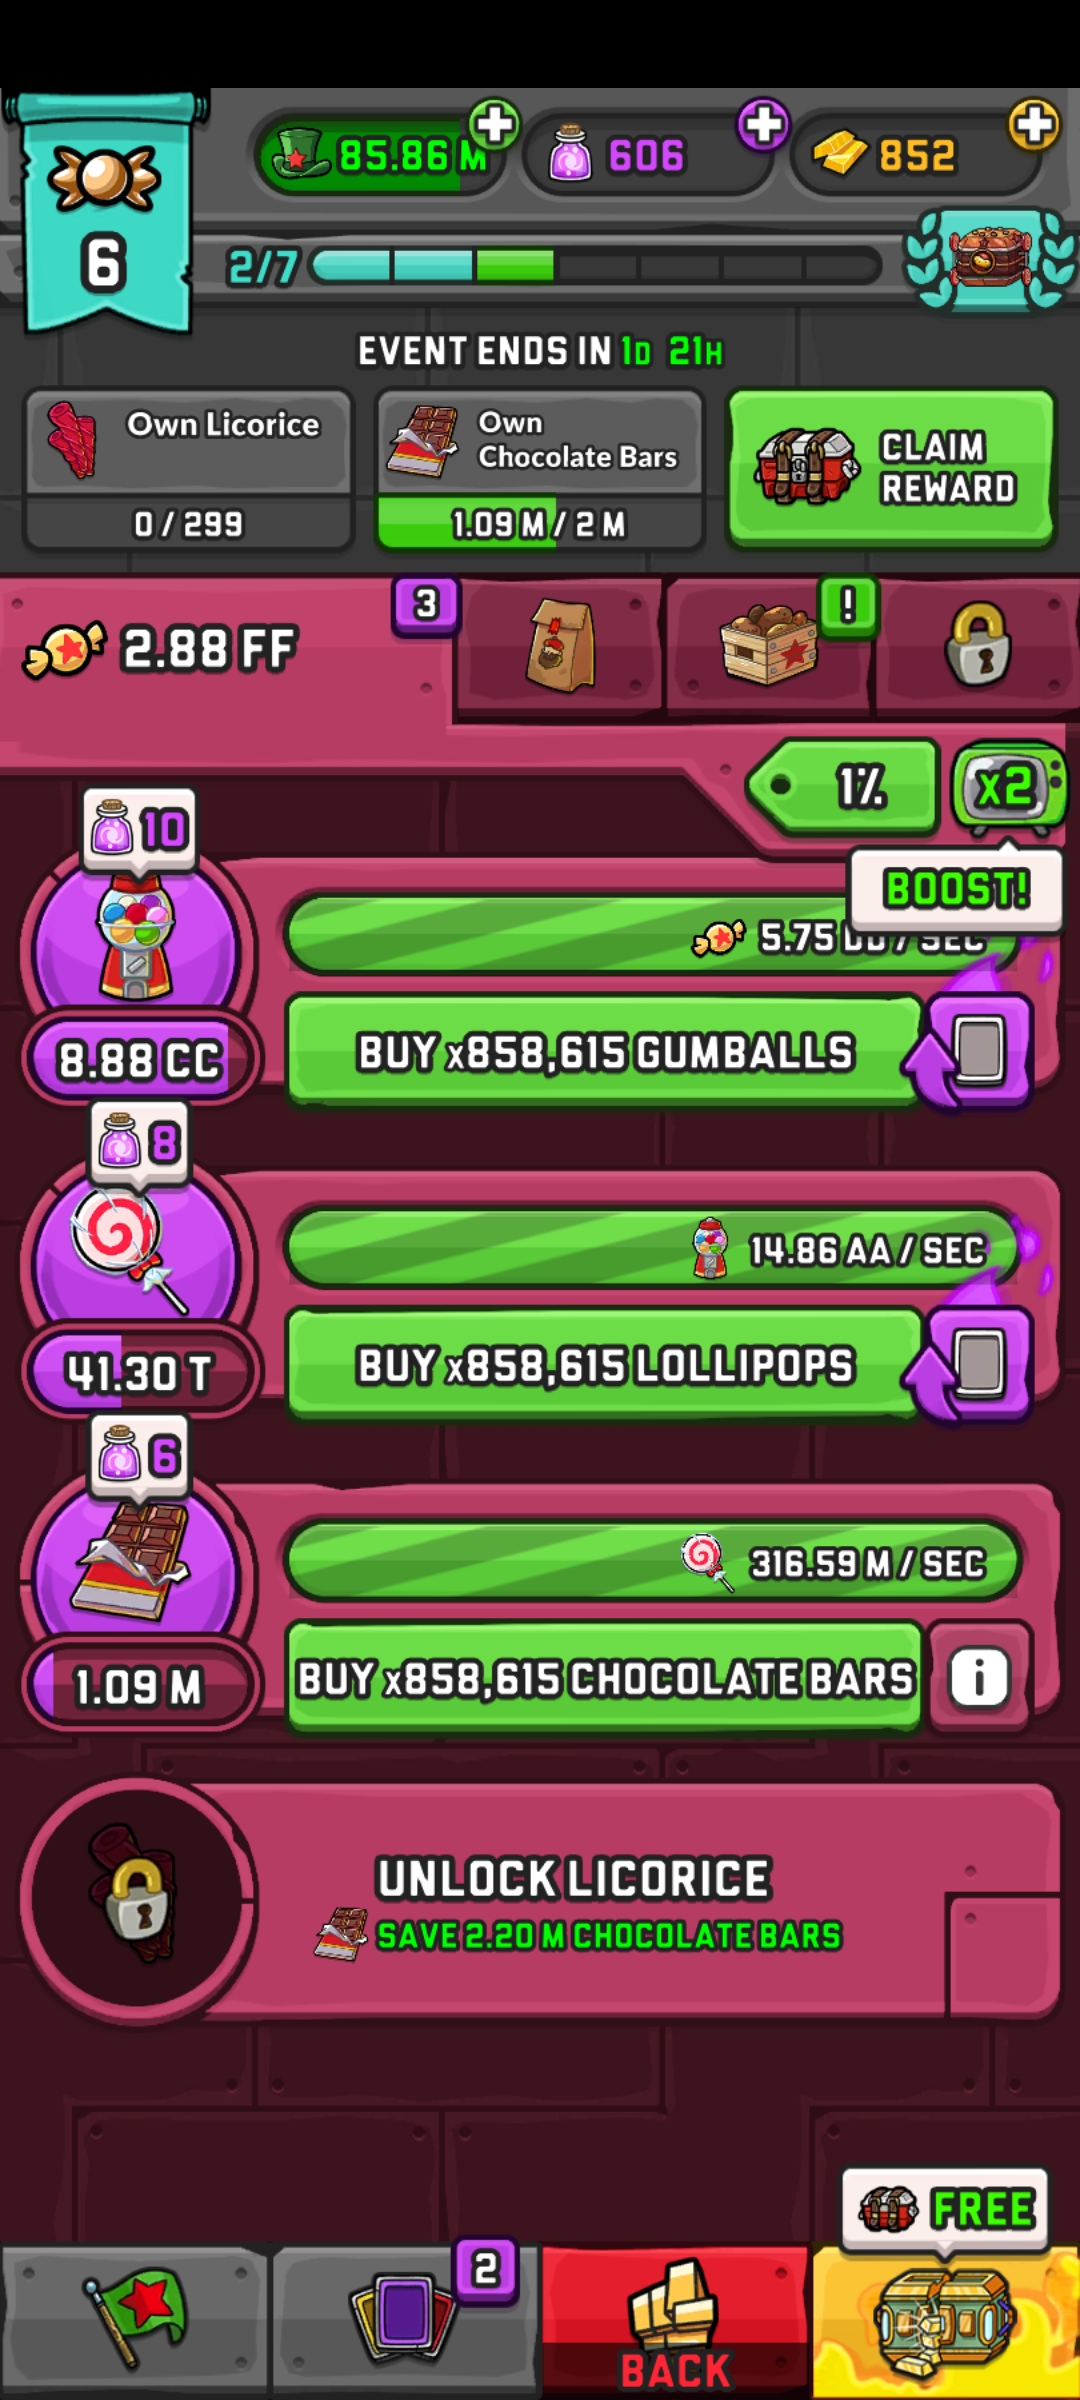 85.86 M
606
852
6
2/7
EVENT ENDS IN 1D 21H
Own Licorice
0 / 299
Own
Chocolate Bars
1.09 M / 2 M
CLAIM
REWARD
2.88 FF
3
!
1%
x2
BOOST!
10
5.75 DD / SEC
8.88 CC
BUY x858,615 GUMBALLS
8
14.86 AA / SEC
41.30 T
BUY x858,615 LOLLIPOPS
6
316.59 M / SEC
1.09 M
BUY x858,615 CHOCOLATE BARS
i
UNLOCK LICORICE
SAVE 2.20 M CHOCOLATE BARS
FREE
2
BACK